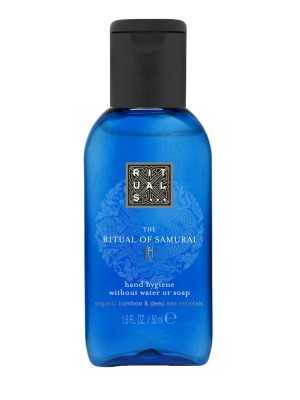 RIT
UAL
S...
THE
RITUAL OF SAMURAI
hand hygiene
without water or soap
organic bamboo & deep sea minerals
1.8 FL. OZ. / 50 ml ℮